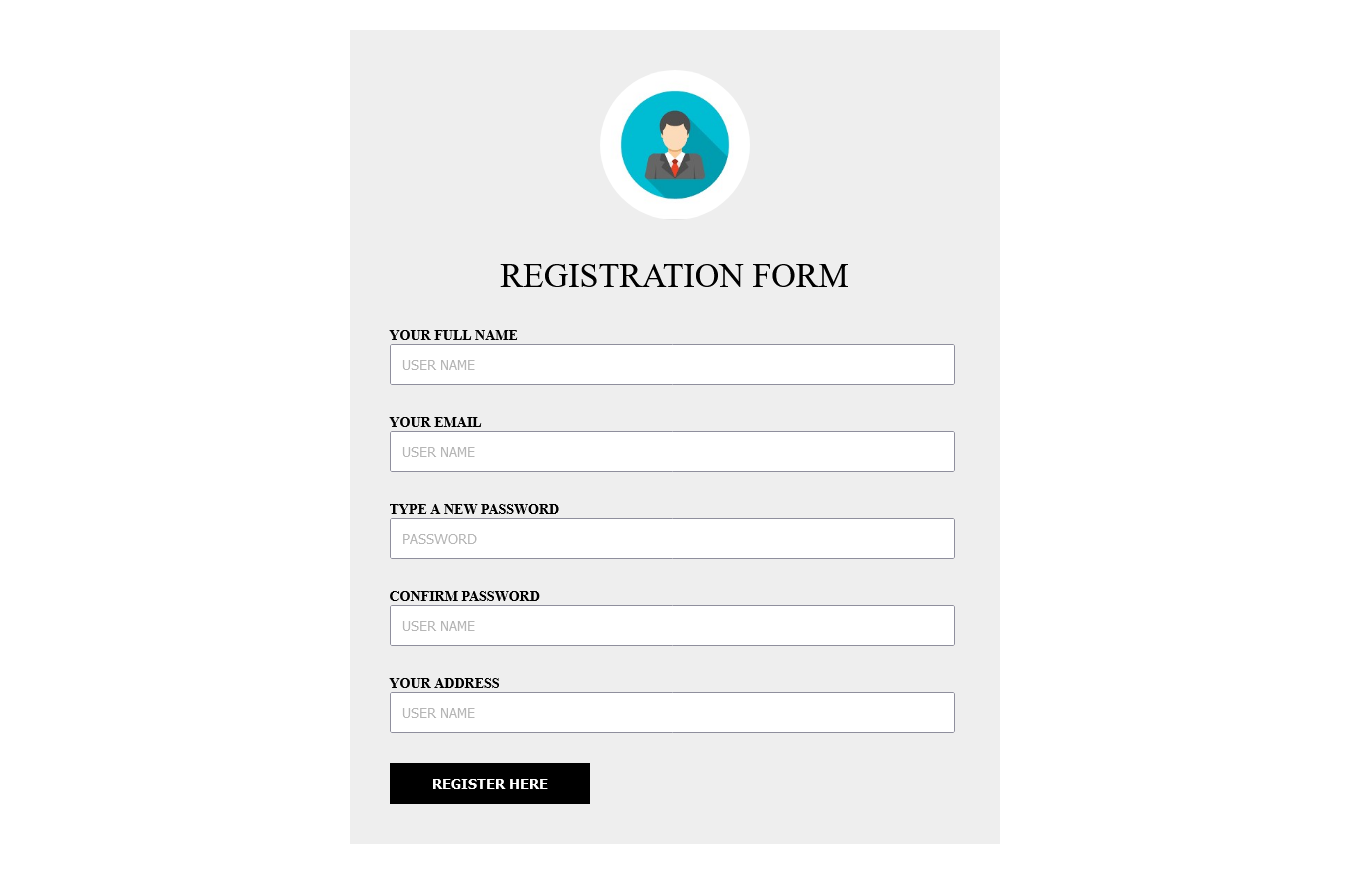 REGISTRATION FORM
YOUR FULL NAME
USER NAME
YOUR EMAIL
USER NAME
TYPE A NEW PASSWORD
PASSWORD
CONFIRM PASSWORD
USER NAME
YOUR ADDRESS
USER NAME
REGISTER HERE